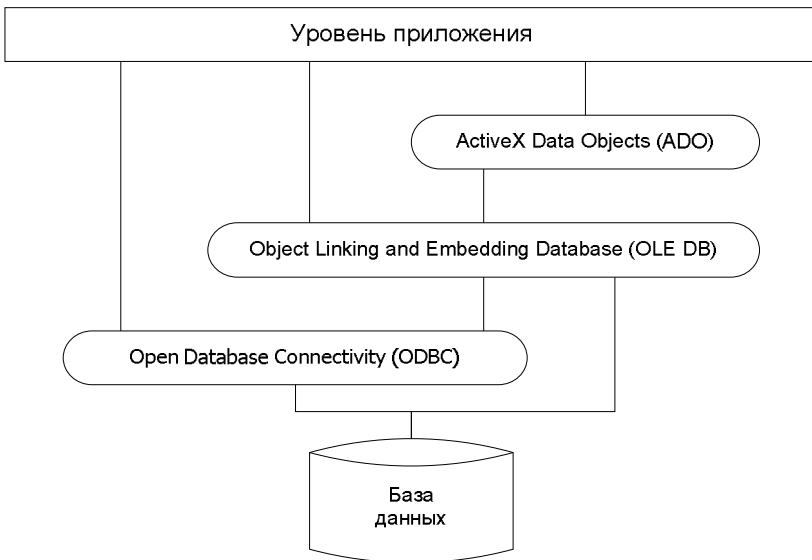 Уровень приложения
ActiveX Data Objects (ADO)
Object Linking and Embedding Database (OLE DB)
Open Database Connectivity (ODBC)
База
данных